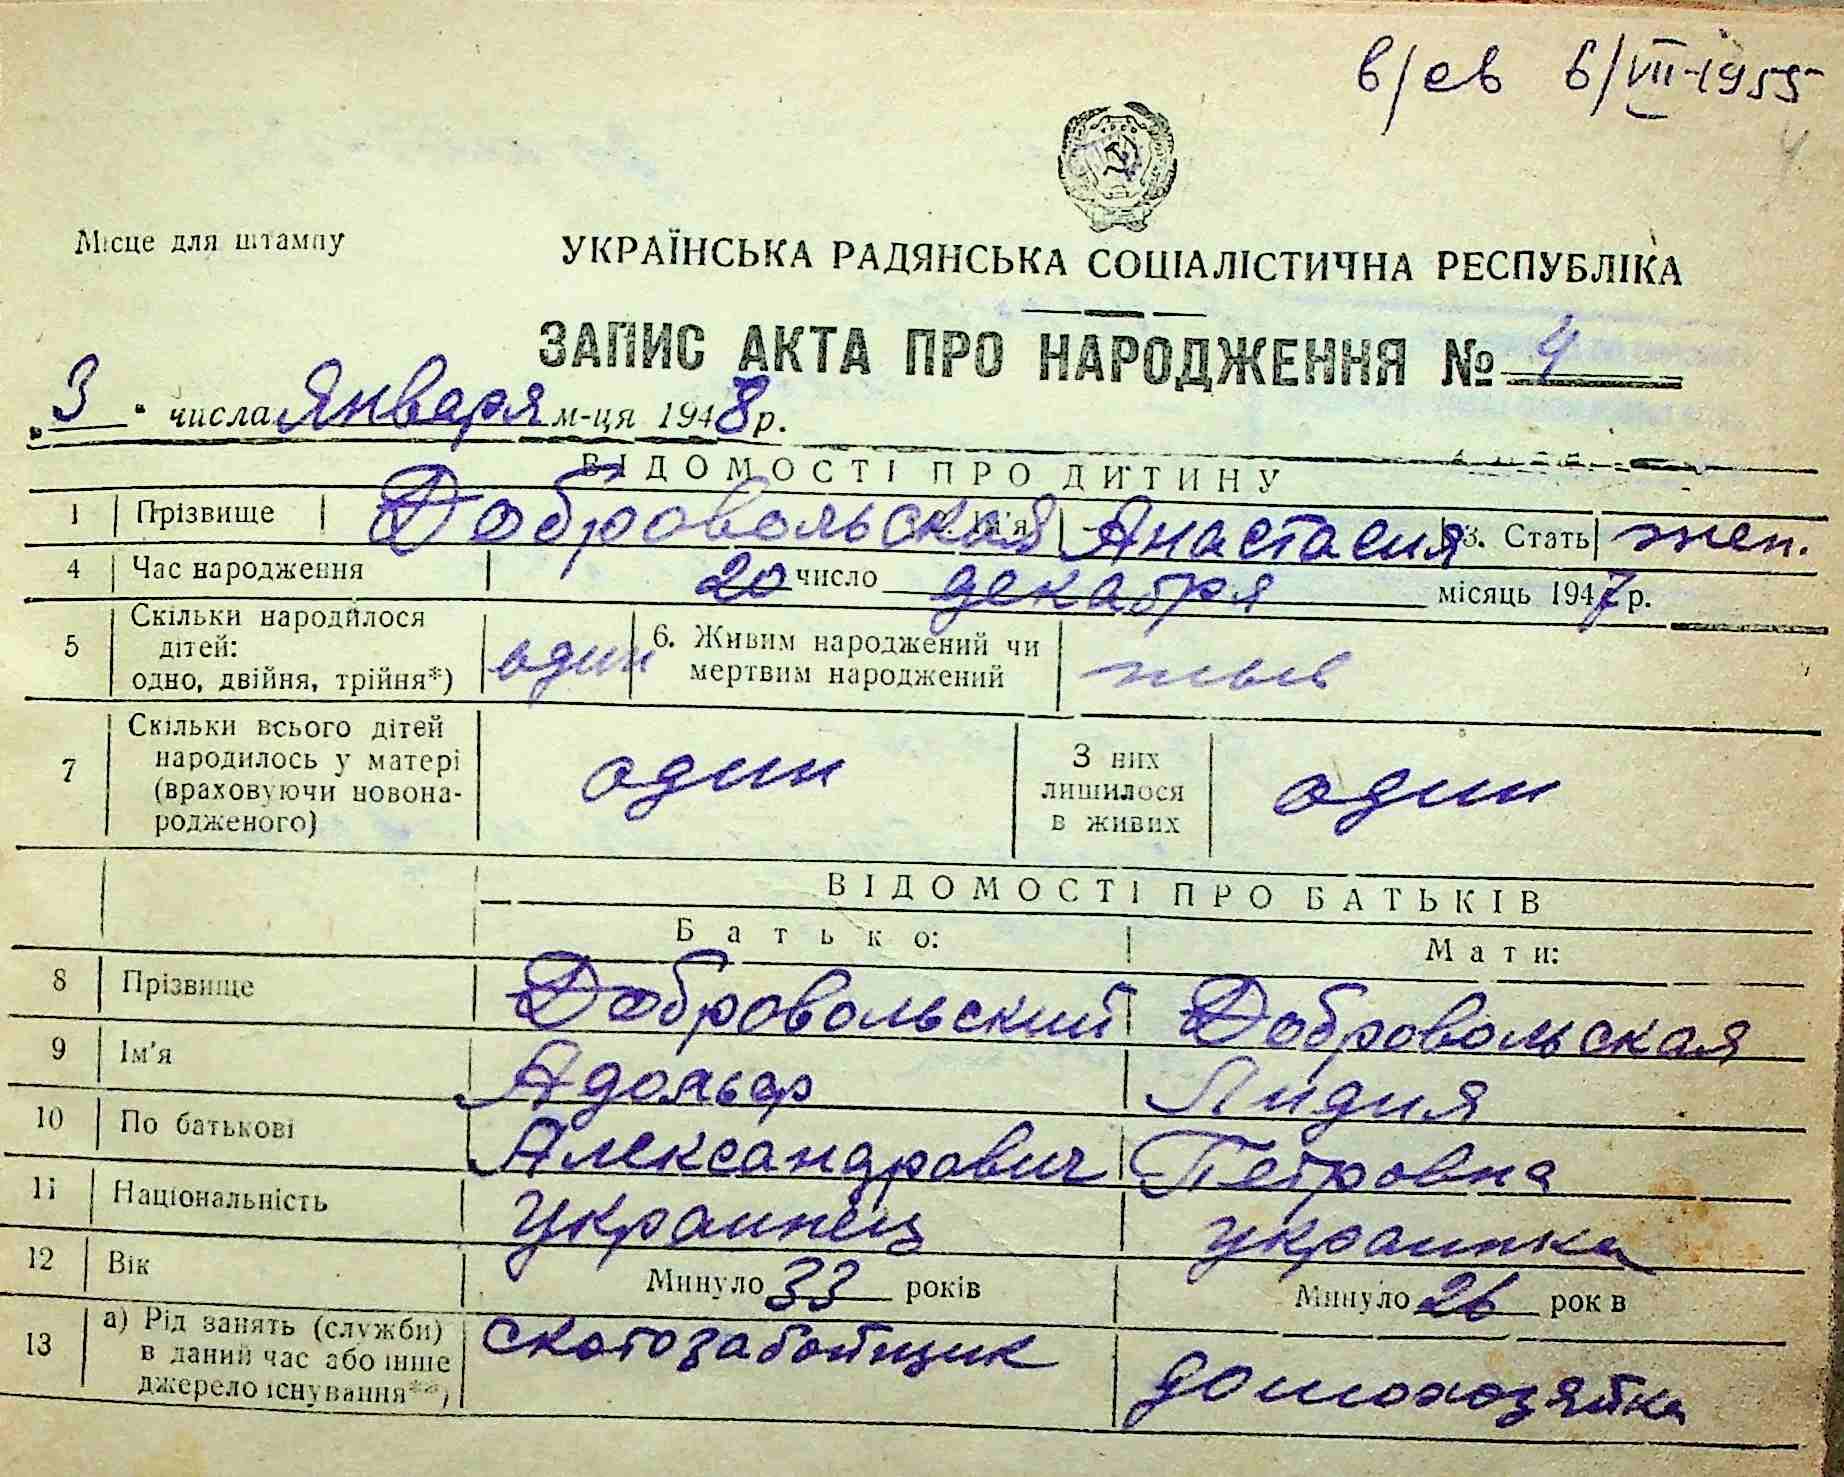 в/св 6/VII-1955
Місце для штампу
УКРАЇНСЬКА РАДЯНСЬКА СОЦІАЛІСТИЧНА РЕСПУБЛІКА
ЗАПИС АКТА ПРО НАРОДЖЕННЯ № 4
3 числа Января м-ця 1948 р.
ВІДОМОСТІ ПРО ДИТИНУ
1 Прізвище Добровольская Ім'я Анастасия 3. Стать жен.
4 Час народження 20 число декабря місяць 1947 р.
5 Скільки народилося дітей: одно, двійня, трійня*) один 6. Живим народжений чи мертвим народжений жыв
7 Скільки всього дітей народилось у матері (враховуючи новонародженого) один З них лишилося в живих один
ВІДОМОСТІ ПРО БАТЬКІВ
Батько: Мати:
8 Прізвище Добровольский Добровольская
9 Ім'я Адольф Лидия
10 По батькові Александрович Петровна
11 Національність Украинец украинка
12 Вік Минуло 33 років Минуло 26 рок в
13 а) Рід занять (служби) в даний час або інше джерело існування**) скотозабойщик домохозяйка